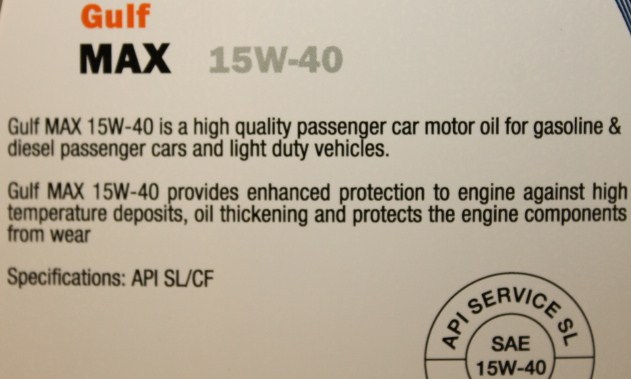 Gulf
MAX 15W-40
Gulf MAX 15W-40 is a high quality passenger car motor oil for gasoline &
diesel passenger cars and light duty vehicles.
Gulf MAX 15W-40 provides enhanced protection to engine against high
temperature deposits, oil thickening and protects the engine components
from wear
Specifications: API SL/CF
API SERVICE SL
SAE
15W-40